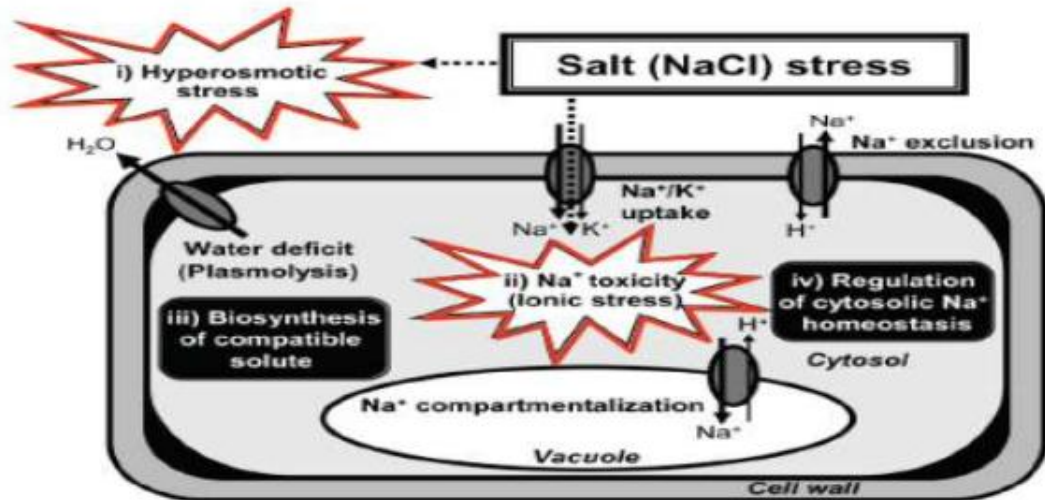 i) Hyperosmotic
stress
Salt (NaCl) stress
H₂O
Na⁺
Na⁺ exclusion
Na⁺/K⁺
uptake
Na⁺
K⁺
H⁺
Water deficit
(Plasmolysis)
ii) Na⁺ toxicity
(Ionic stress)
iv) Regulation
of cytosolic Na⁺
homeostasis
iii) Biosynthesis
of compatible
solute
H⁺
Cytosol
Na⁺ compartmentalization
Na⁺
Vacuole
Cell wall